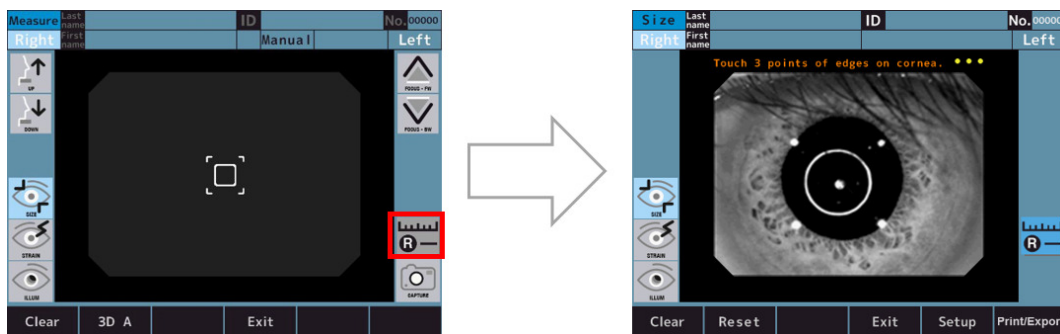 Measure Last name ID No. 00000
Right First name Manual Left
UP
DOWN
SIZE
STRAIN
ILLUM
FOCUS - FW
FOCUS - BW
R
CAPTURE
Clear 3D A Exit
Size Last name ID No. 00000
Right First name Left
Touch 3 points of edges on cornea.
SIZE
STRAIN
ILLUM
R
Clear Reset Exit Setup Print/Expor